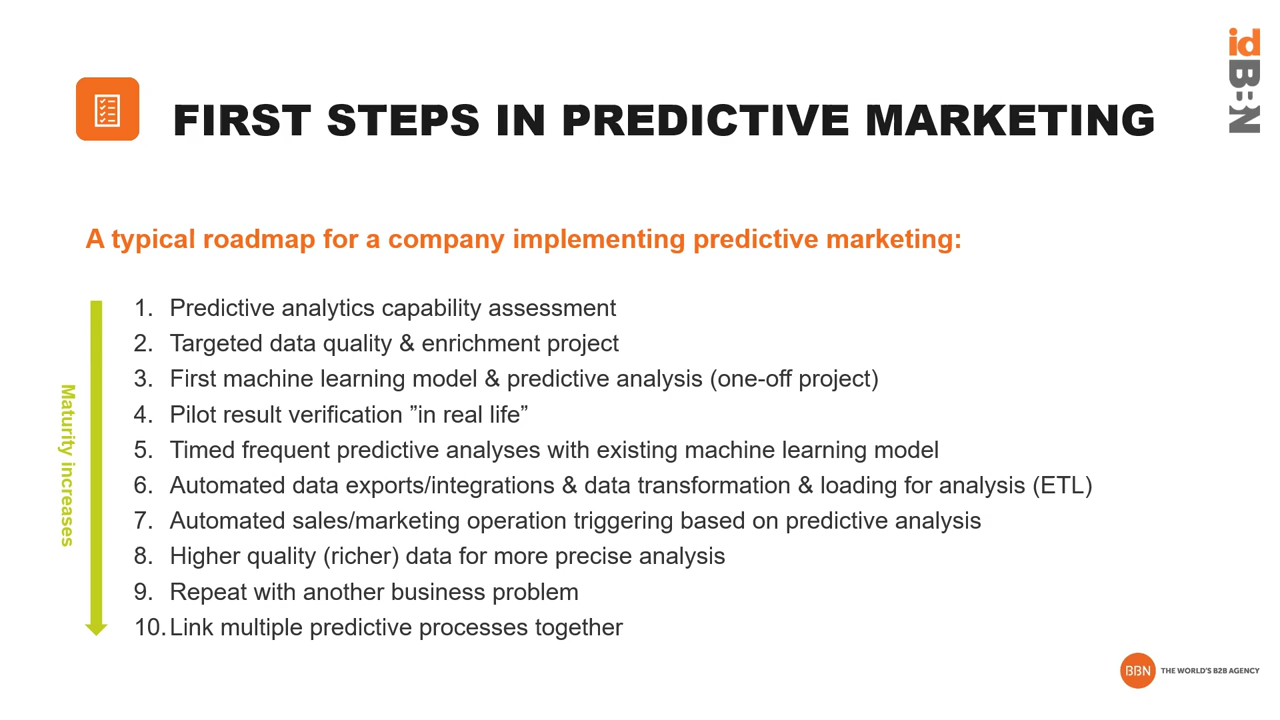 id
BBN
FIRST STEPS IN PREDICTIVE MARKETING
A typical roadmap for a company implementing predictive marketing:
Maturity increases
1. Predictive analytics capability assessment
2. Targeted data quality & enrichment project
3. First machine learning model & predictive analysis (one-off project)
4. Pilot result verification ”in real life”
5. Timed frequent predictive analyses with existing machine learning model
6. Automated data exports/integrations & data transformation & loading for analysis (ETL)
7. Automated sales/marketing operation triggering based on predictive analysis
8. Higher quality (richer) data for more precise analysis
9. Repeat with another business problem
10. Link multiple predictive processes together
BBN THE WORLD'S B2B AGENCY